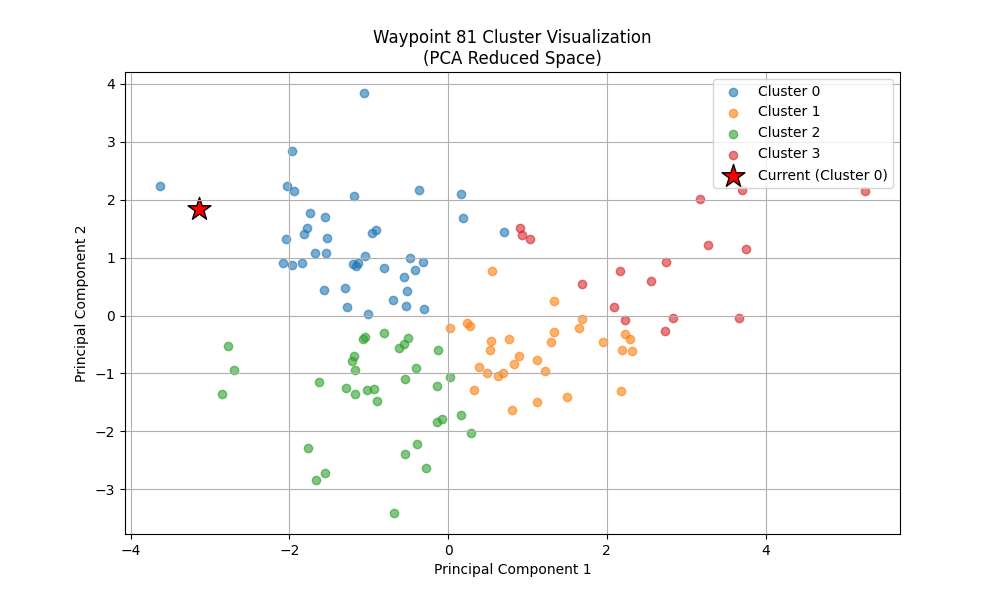 Waypoint 81 Cluster Visualization
(PCA Reduced Space)
Cluster 0
Cluster 1
Cluster 2
Cluster 3
Current (Cluster 0)
4
3
2
1
0
−1
−2
−3
Principal Component 2
−4
−2
0
2
4
Principal Component 1